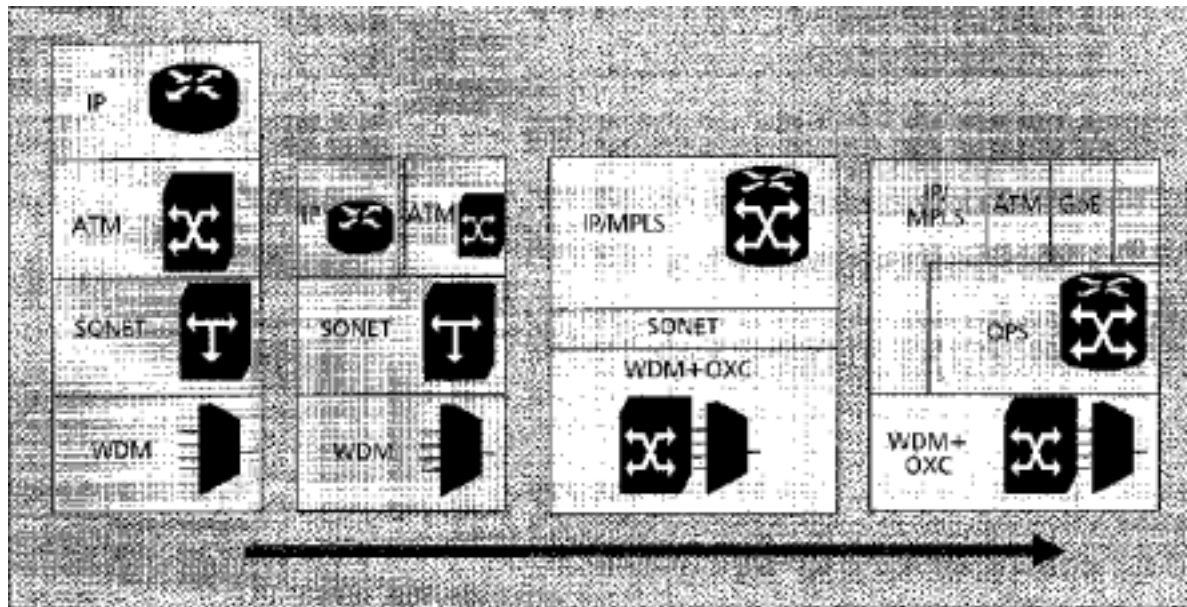 IP
ATM
SONET
WDM
IP
ATM
SONET
WDM
IP/MPLS
SONET
WDM+OXC
IP/
MPLS
ATM
GbE
OPS
WDM+
OXC